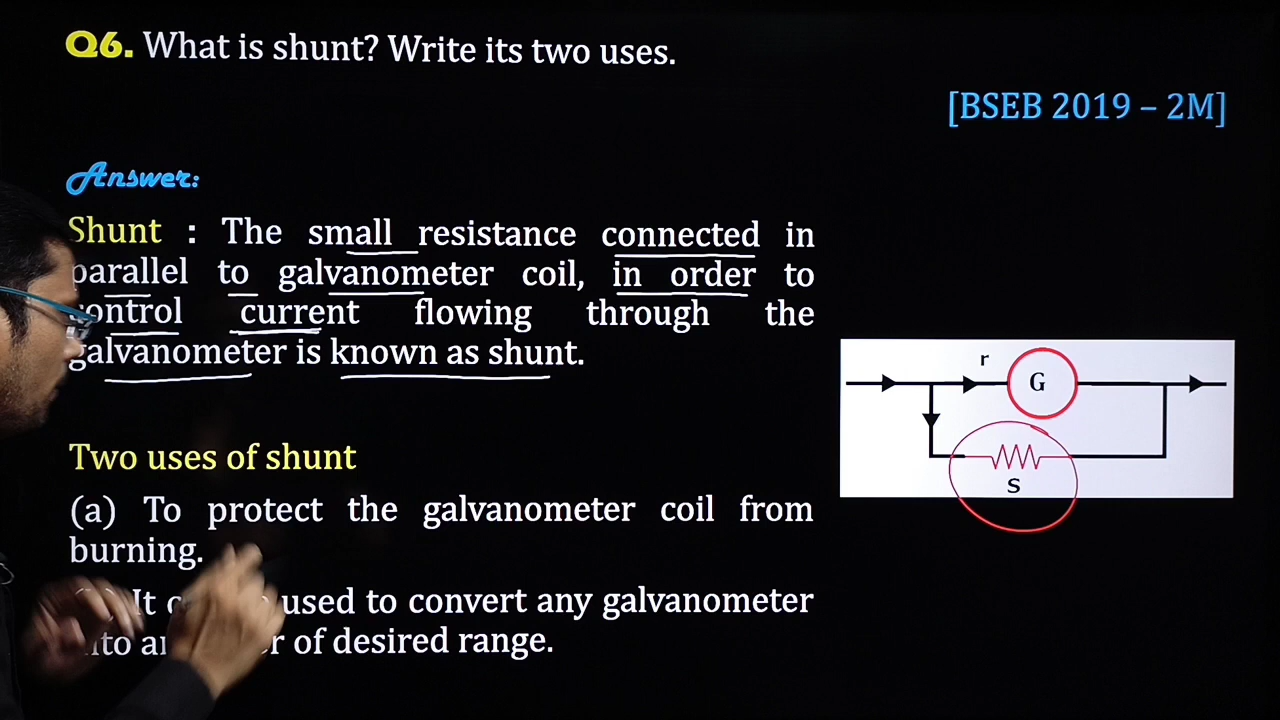 Q6. What is shunt? Write its two uses.
[BSEB 2019 – 2M]
Answer:
Shunt : The small resistance connected in
parallel to galvanometer coil, in order to
control current flowing through the
galvanometer is known as shunt.
r
G
S
Two uses of shunt
(a) To protect the galvanometer coil from
burning.
It used to convert any galvanometer
of desired range.